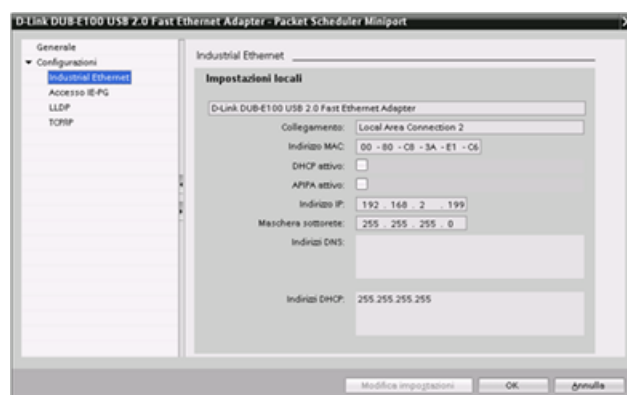 D-Link DUB-E100 USB 2.0 Fast Ethernet Adapter - Packet Scheduler Miniport
Generale
Configurazioni
Industrial Ethernet
Accesso IE-PG
LLDP
TCP/IP
Industrial Ethernet
Impostazioni locali
D-Link DUB-E100 USB 2.0 Fast Ethernet Adapter
Collegamento: Local Area Connection 2
Indirizzo MAC: 00 - 80 - C8 - 3A - E1 - C6
DHCP attivo:
APIPA attivo:
Indirizzo IP: 192 . 168 . 2 . 199
Maschera sottorete: 255 . 255 . 255 . 0
Indirizzi DNS:
Indirizzi DHCP: 255.255.255.255
Modifica impostazioni OK Annulla